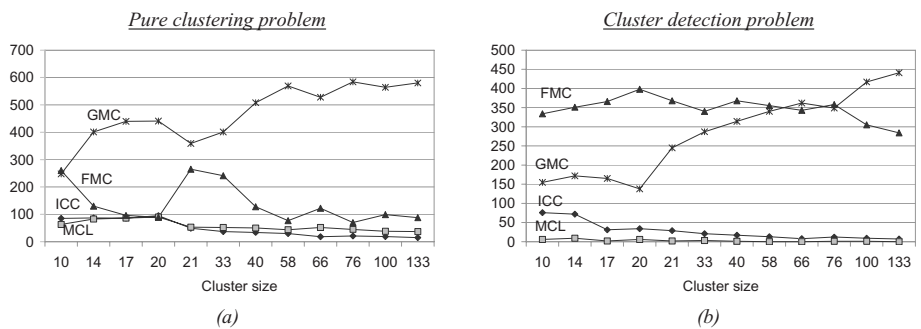 Pure clustering problem
700
600
500
400
300
200
100
0
GMC
FMC
ICC
MCL
10 14 17 20 21 33 40 58 66 76 100 133
Cluster size
(a)
Cluster detection problem
500
450
400
350
300
250
200
150
100
50
0
FMC
GMC
ICC
MCL
10 14 17 20 21 33 40 58 66 76 100 133
Cluster size
(b)